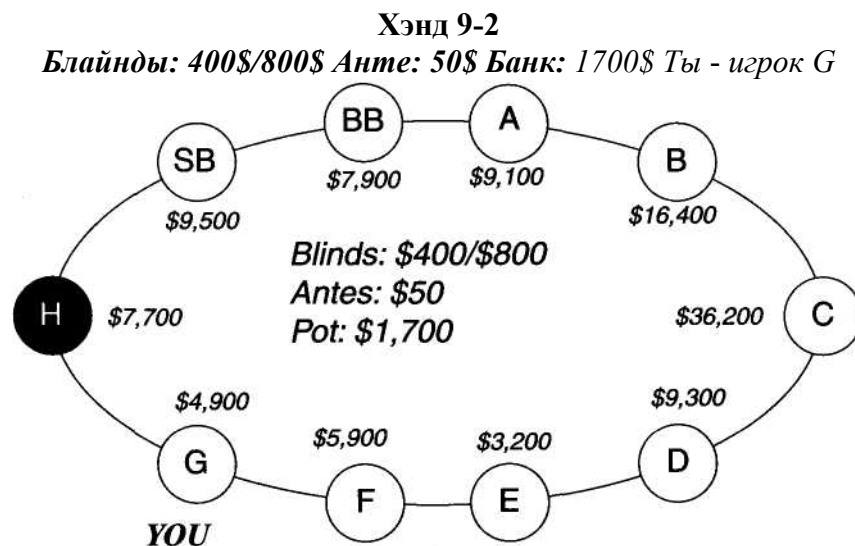 Хэнд 9-2
Блайнды: 400$/800$ Анте: 50$ Банк: 1700$ Ты - игрок G
BB
A
SB
B
$7,900
$9,100
$9,500
$16,400
Blinds: $400/$800
Antes: $50
Pot: $1,700
H
$7,700
$36,200
C
$4,900
$5,900
$3,200
$9,300
G
F
E
D
YOU